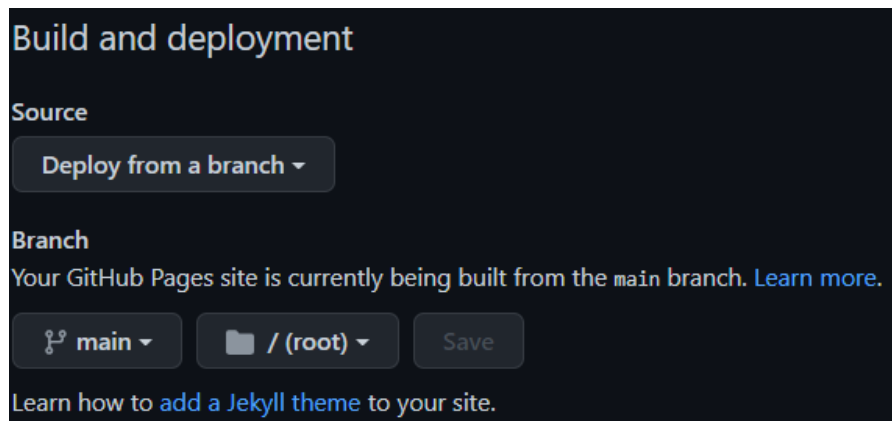 Build and deployment
Source
Deploy from a branch
Branch
Your GitHub Pages site is currently being built from the main branch. Learn more.
main / (root) Save
Learn how to add a Jekyll theme to your site.